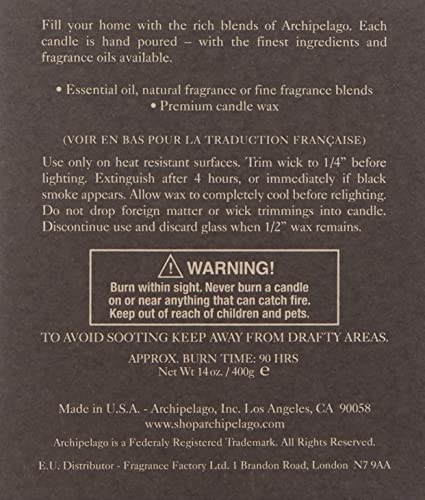 Fill your home with the rich blends of Archipelago. Each
candle is hand poured – with the finest ingredients and
fragrance oils available.
• Essential oil, natural fragrance or fine fragrance blends
• Premium candle wax
(VOIR EN BAS POUR LA TRADUCTION FRANÇAISE)
Use only on heat resistant surfaces. Trim wick to 1/4” before
lighting. Extinguish after 4 hours, or immediately if black
smoke appears. Allow wax to completely cool before relighting.
Do not drop foreign matter or wick trimmings into candle.
Discontinue use and discard glass when 1/2” wax remains.
⚠ WARNING!
Burn within sight. Never burn a candle
on or near anything that can catch fire.
Keep out of reach of children and pets.
TO AVOID SOOTING KEEP AWAY FROM DRAFTY AREAS.
APPROX. BURN TIME: 90 HRS
Net Wt 14 oz. / 400g ℮
Made in U.S.A. - Archipelago, Inc. Los Angeles, CA 90058
www.shoparchipelago.com
Archipelago is a Federaly Registered Trademark. All Rights Reserved.
E.U. Distributor - Fragrance Factory Ltd. 1 Brandon Road, London N7 9AA